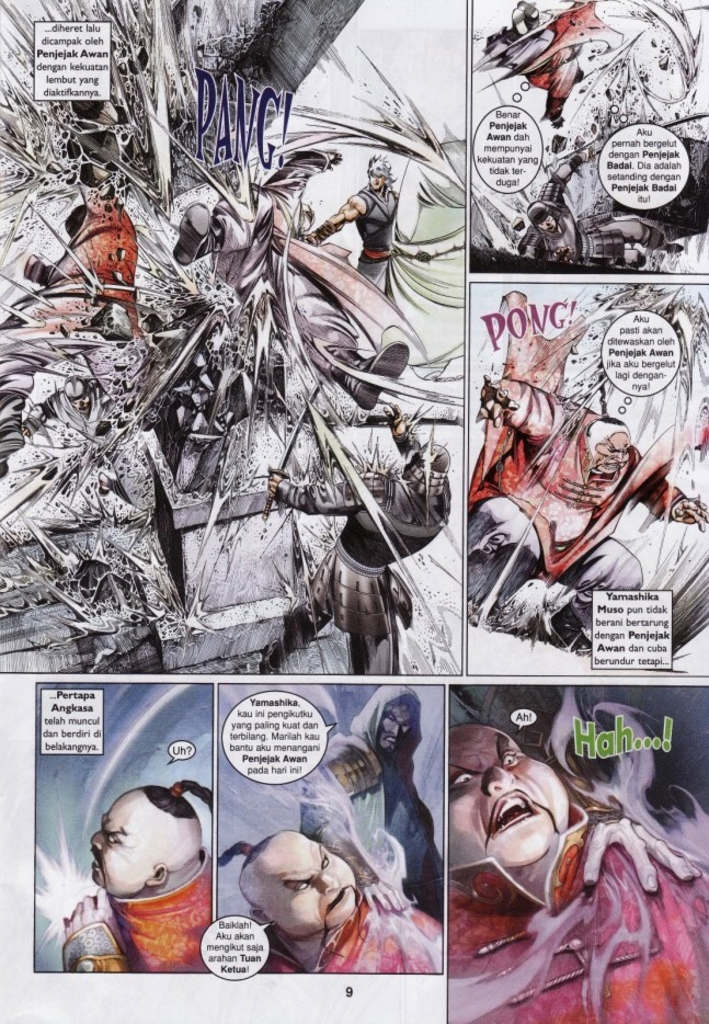 ...diheret lalu
dicampak oleh
Penjejak Awan
dengan kekuatan
lembut yang
diaktifkannya.
PANG!
Benar
Penjejak
Awan dah
mempunyai
kekuatan yang
tidak ter-
duga!
Aku
pernah bergelut
dengan Penjejak
Badai. Dia adalah
setanding dengan
Penjejak Badai
itu!
PONG!
Aku
pasti akan
ditewaskan oleh
Penjejak Awan
jika aku bergelut
lagi dengan-
nya!
Yamashika
Muso pun tidak
berani bertarung
dengan Penjejak
Awan dan cuba
berundur tetapi...
...Pertapa
Angkasa
telah muncul
dan berdiri di
belakangnya.
Uh?
Yamashika,
kau ini pengikutku
yang paling kuat dan
terbilang. Marilah kau
bantu aku menangani
Penjejak Awan
pada hari ini!
Baiklah!
Aku akan
mengikut saja
arahan Tuan
Ketua!
Ah!
Hah....!
9